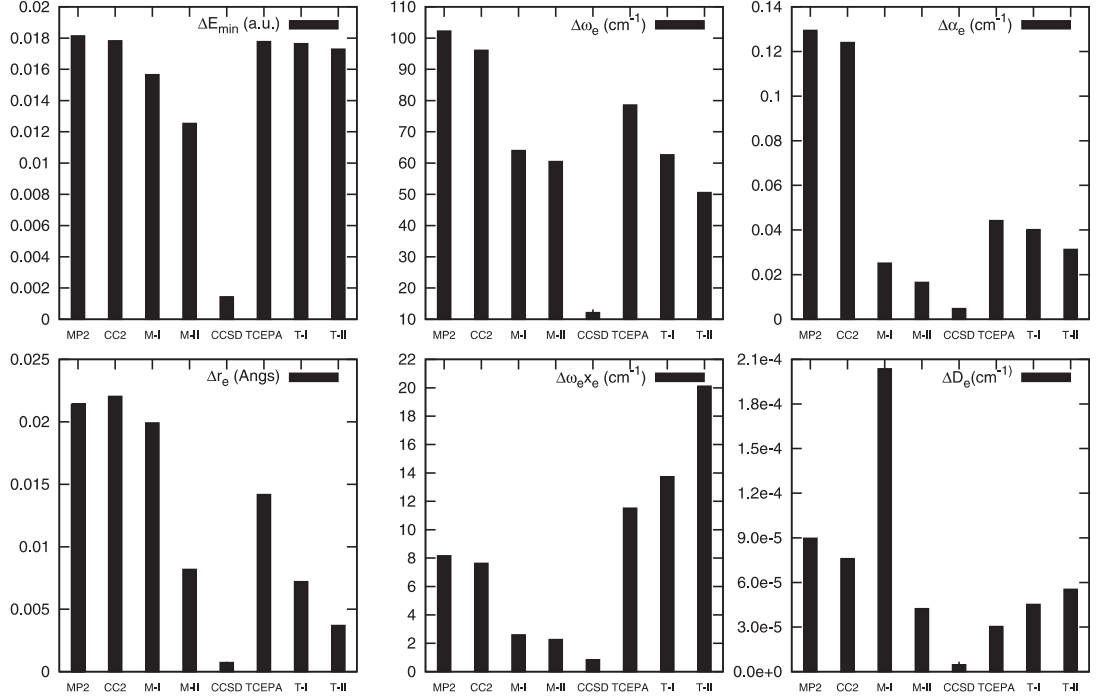 ΔE_min (a.u.)
0.02
0.018
0.016
0.014
0.012
0.01
0.008
0.006
0.004
0.002
0
MP2 CC2 M-I M-II CCSD TCEPA T-I T-II
Δω_e (cm^-1)
110
100
90
80
70
60
50
40
30
20
10
MP2 CC2 M-I M-II CCSD TCEPA T-I T-II
Δα_e (cm^-1)
0.14
0.12
0.1
0.08
0.06
0.04
0.02
0
MP2 CC2 M-I M-II CCSD TCEPA T-I T-II
Δr_e (Angs)
0.025
0.02
0.015
0.01
0.005
0
MP2 CC2 M-I M-II CCSD TCEPA T-I T-II
Δω_ex_e (cm^-1)
22
20
18
16
14
12
10
8
6
4
2
0
MP2 CC2 M-I M-II CCSD TCEPA T-I T-II
ΔD_e(cm^-1)
2.1e-4
1.8e-4
1.5e-4
1.2e-4
9.0e-5
6.0e-5
3.0e-5
0.0e+0
MP2 CC2 M-I M-II CCSD TCEPA T-I T-II